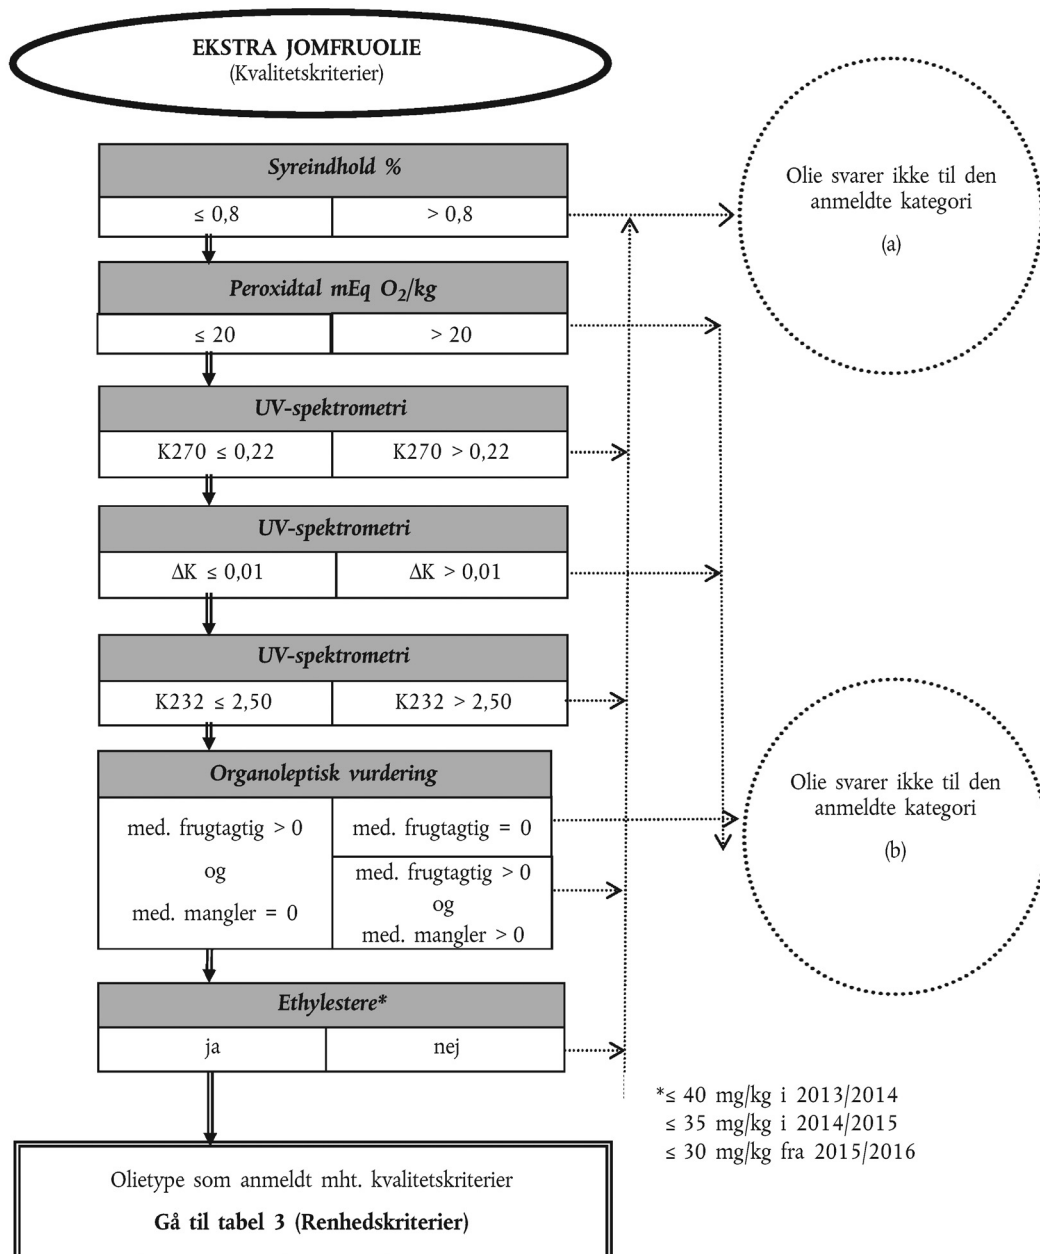 EKSTRA JOMFRUOLIE
(Kvalitetskriterier)
Syreindhold %
≤ 0,8
> 0,8
Olie svarer ikke til den
anmeldte kategori
(a)
Peroxidtal mEq O₂/kg
≤ 20
> 20
UV-spektrometri
K270 ≤ 0,22
K270 > 0,22
UV-spektrometri
ΔK ≤ 0,01
ΔK > 0,01
UV-spektrometri
K232 ≤ 2,50
K232 > 2,50
Organoleptisk vurdering
med. frugtagtig > 0
og
med. mangler = 0
med. frugtagtig = 0
med. frugtagtig > 0
og
med. mangler > 0
Olie svarer ikke til den
anmeldte kategori
(b)
Ethylestere*
ja
nej
*≤ 40 mg/kg i 2013/2014
≤ 35 mg/kg i 2014/2015
≤ 30 mg/kg fra 2015/2016
Olietype som anmeldt mht. kvalitetskriterier
Gå til tabel 3 (Renhedskriterier)